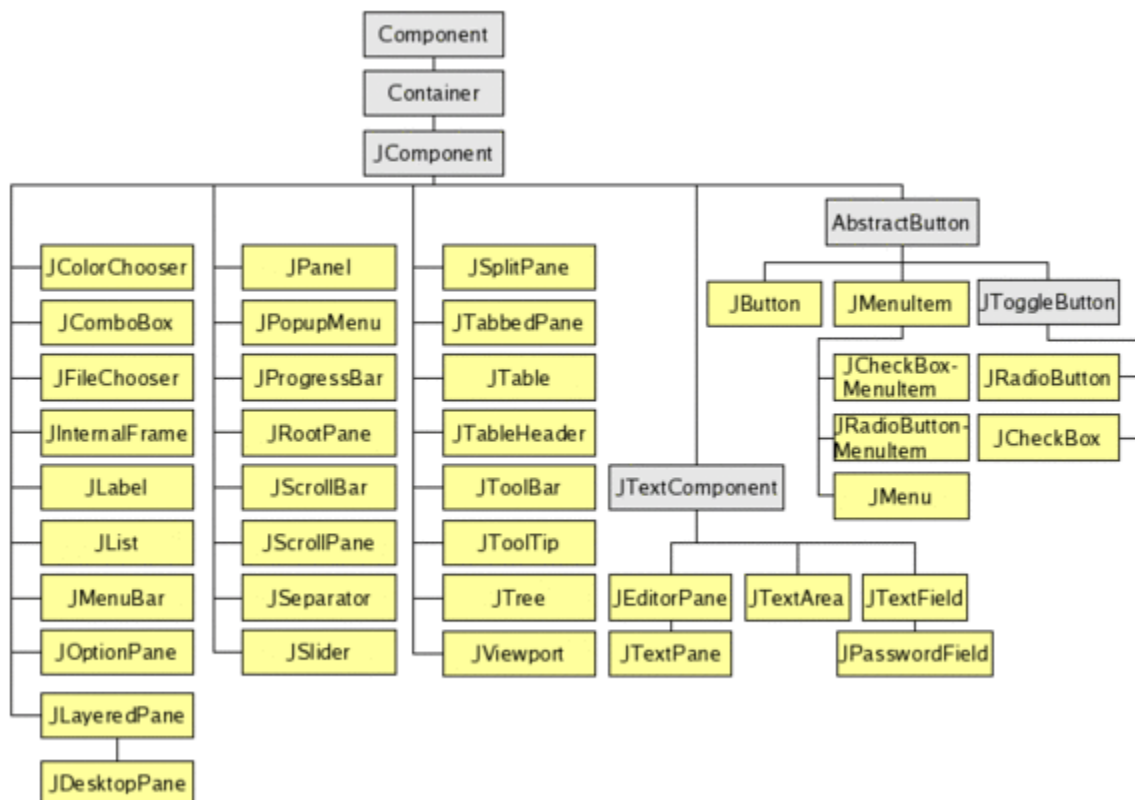 Component
Container
JComponent
AbstractButton
JColorChooser
JPanel
JSplitPane
JButton
JMenuItem
JToggleButton
JComboBox
JPopupMenu
JTabbedPane
JFileChooser
JProgressBar
JTable
JCheckBox-
MenuItem
JRadioButton
JInternalFrame
JRootPane
JTableHeader
JRadioButton-
MenuItem
JCheckBox
JLabel
JScrollBar
JToolBar
JTextComponent
JMenu
JList
JScrollPane
JToolTip
JMenuBar
JSeparator
JTree
JEditorPane
JTextArea
JTextField
JOptionPane
JSlider
JViewport
JTextPane
JPasswordField
JLayeredPane
JDesktopPane